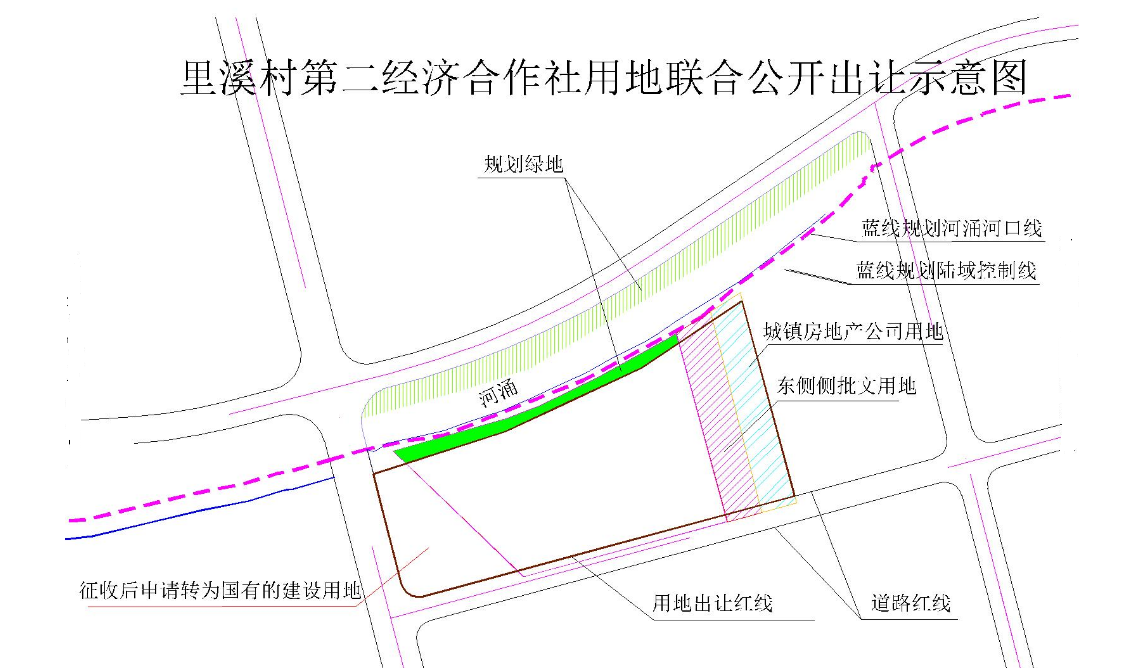 里溪村第二经济合作社用地联合公开出让示意图
规划绿地
蓝线规划河涌河口线
蓝线规划陆域控制线
城镇房地产公司用地
东侧侧批文用地
河涌
征收后申请转为国有的建设用地
用地出让红线
道路红线